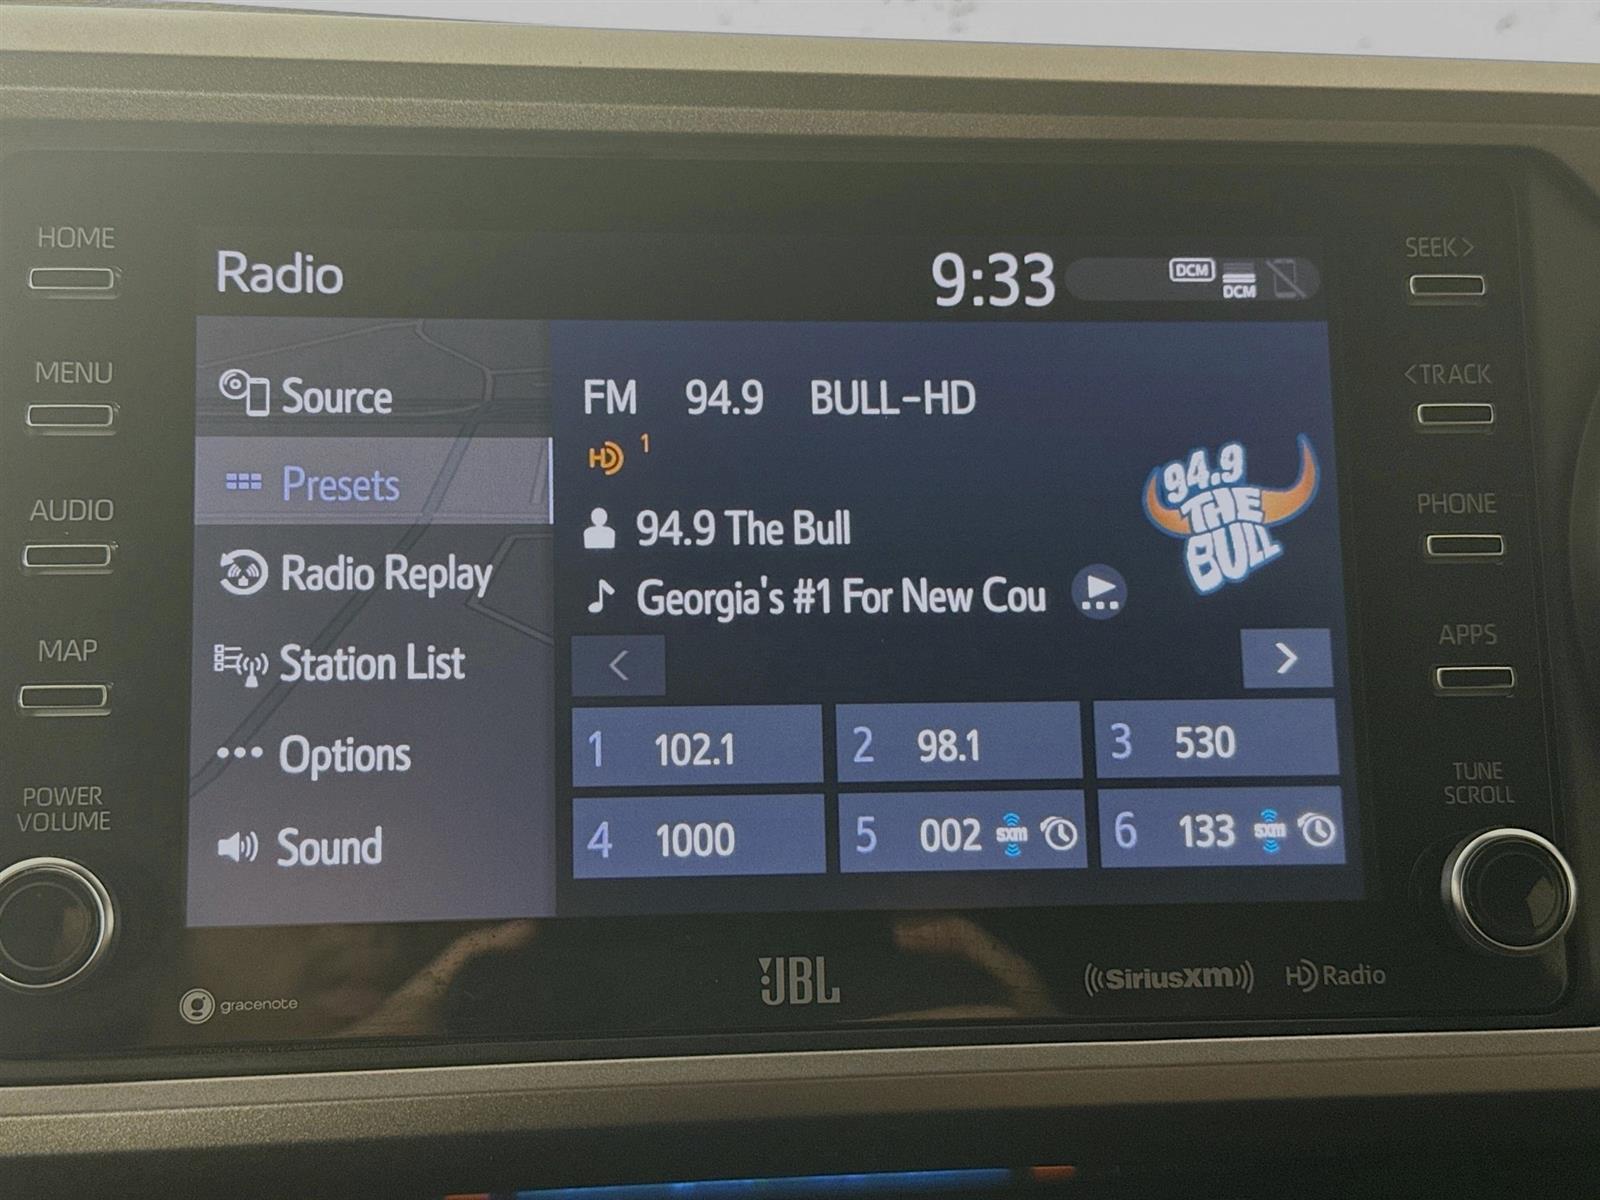 HOME
MENU
AUDIO
MAP
POWER
VOLUME
Radio
9:33
DCM
DCM
Source
Presets
Radio Replay
Station List
Options
Sound
FM 94.9 BULL-HD
HD 1
94.9 The Bull
Georgia's #1 For New Cou
94.9
THE
BULL
<
>
1 102.1
2 98.1
3 530
4 1000
5 002 sxm
6 133 sxm
SEEK >
< TRACK
PHONE
APPS
TUNE
SCROLL
g gracenote
JBL
((SiriusXM))
HD Radio